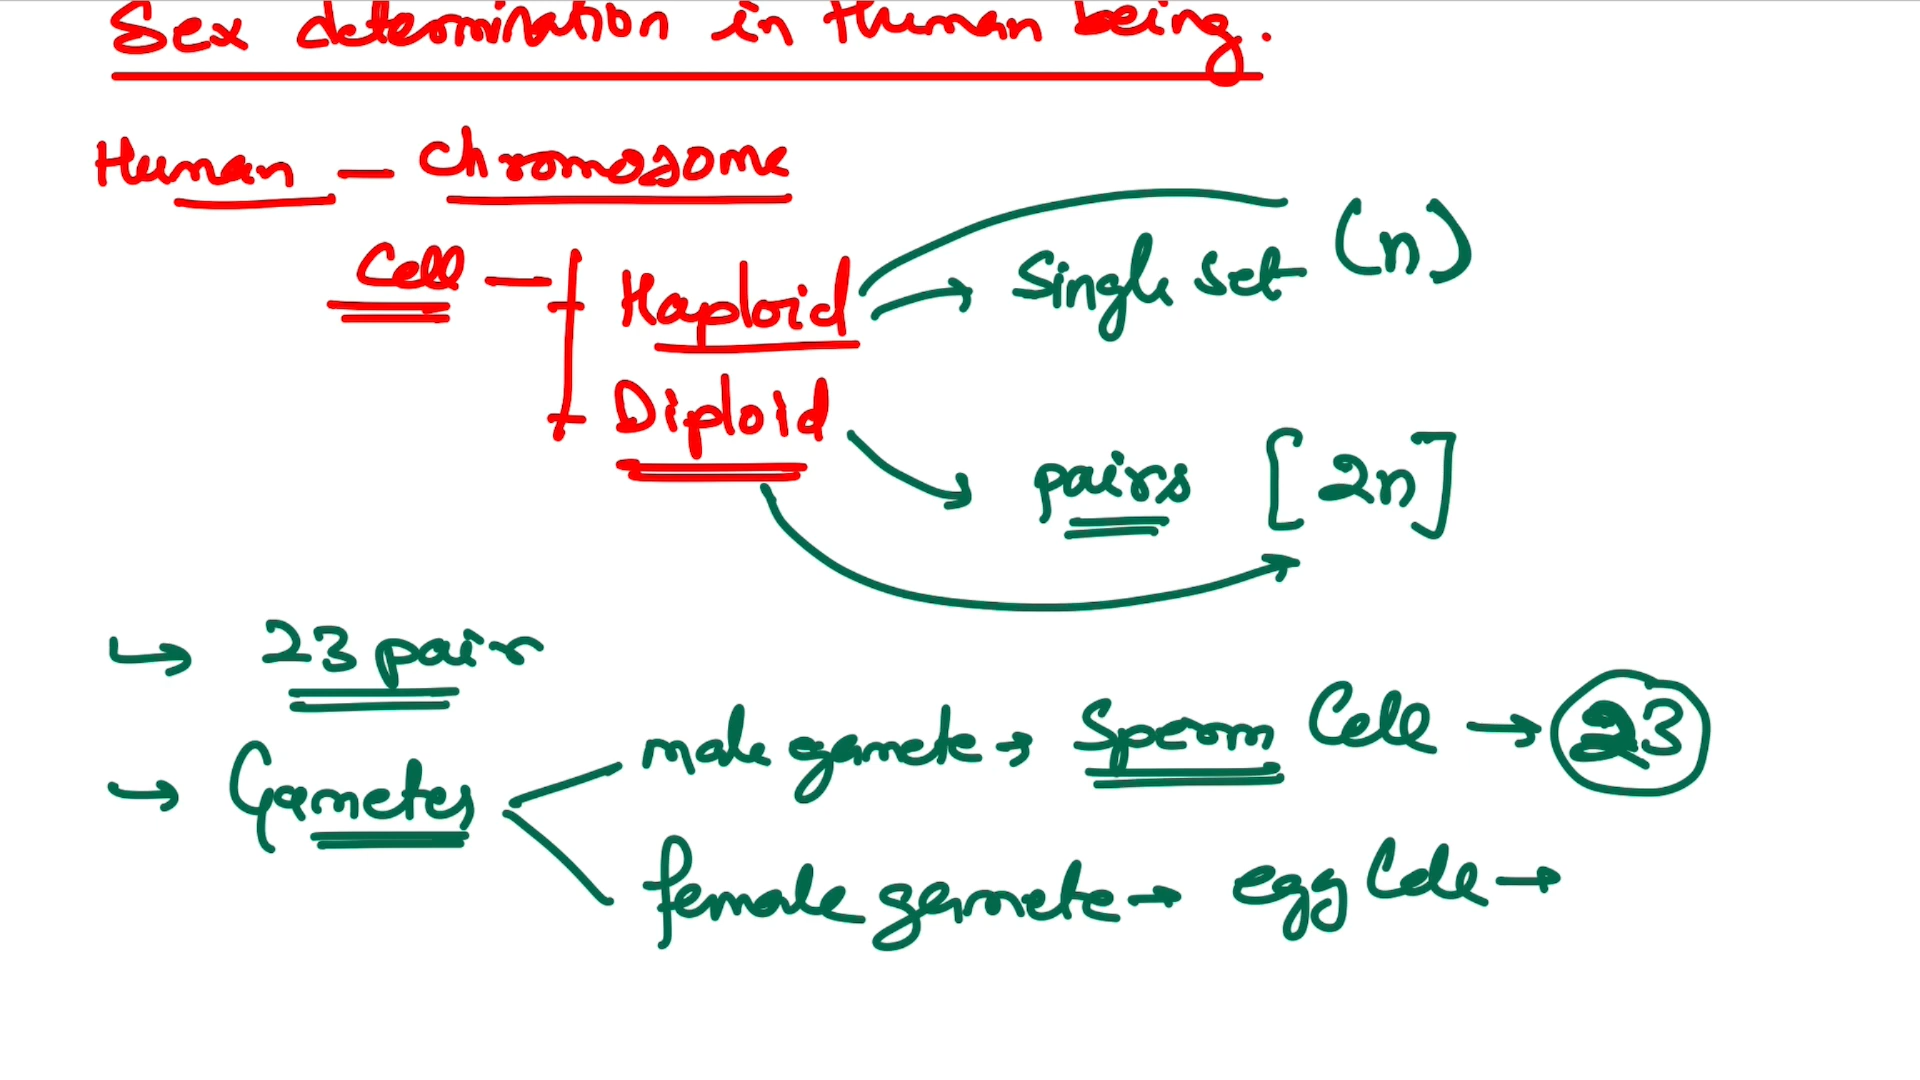 Sex determination in Human being.
Human – Chromosome
Cell – Haploid → Single set (n)
Diploid → pairs [2n]
↳ 23 pair
→ Gametes
male gamete → Sperm Cell → 23
female gamete → egg Cell →